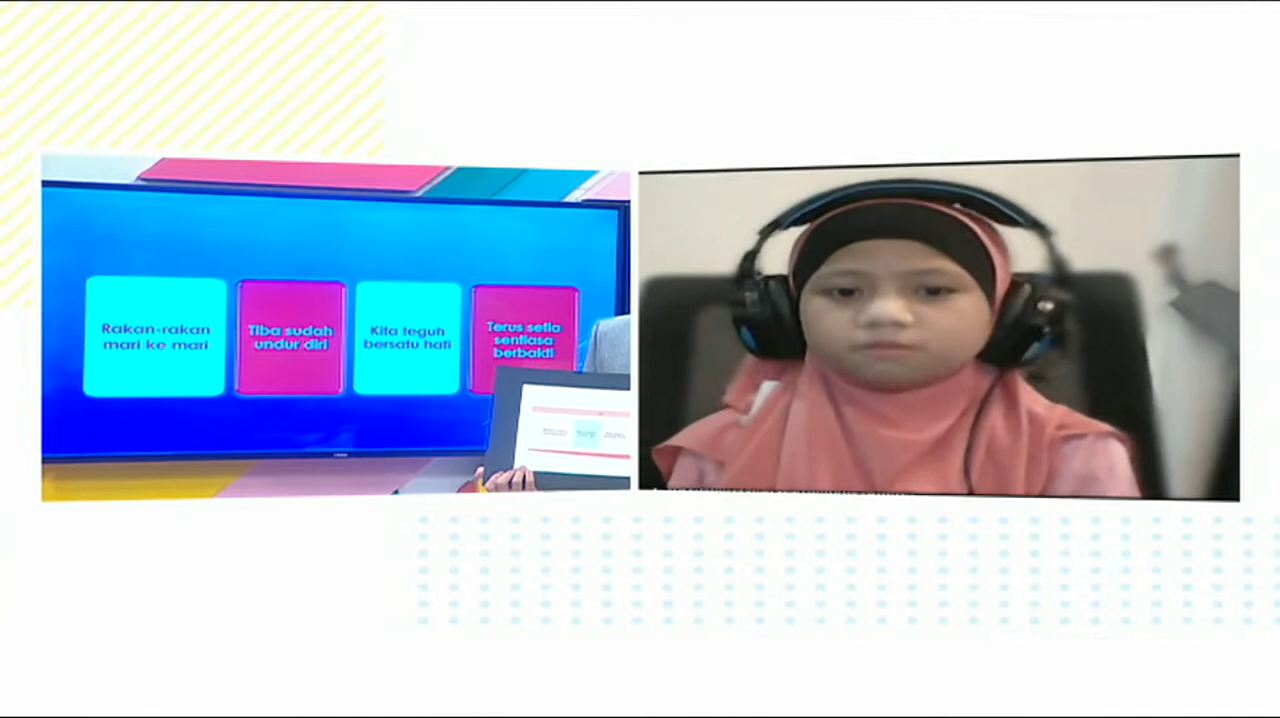 Rakan-rakan
mari ke mari
Tiba sudah
undur diri
Kita teguh
bersatu hati
Terus setia
sentiasa
berbakti